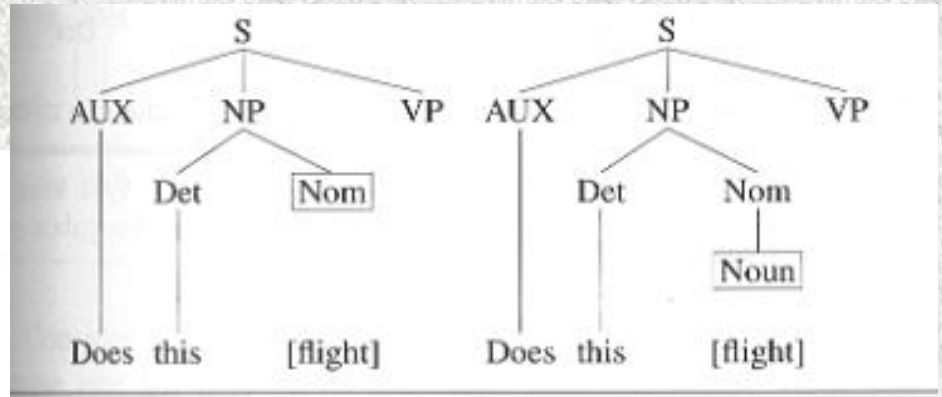 S S
AUX NP VP AUX NP VP
Det Nom Det Nom
Noun
Does this [flight] Does this [flight]